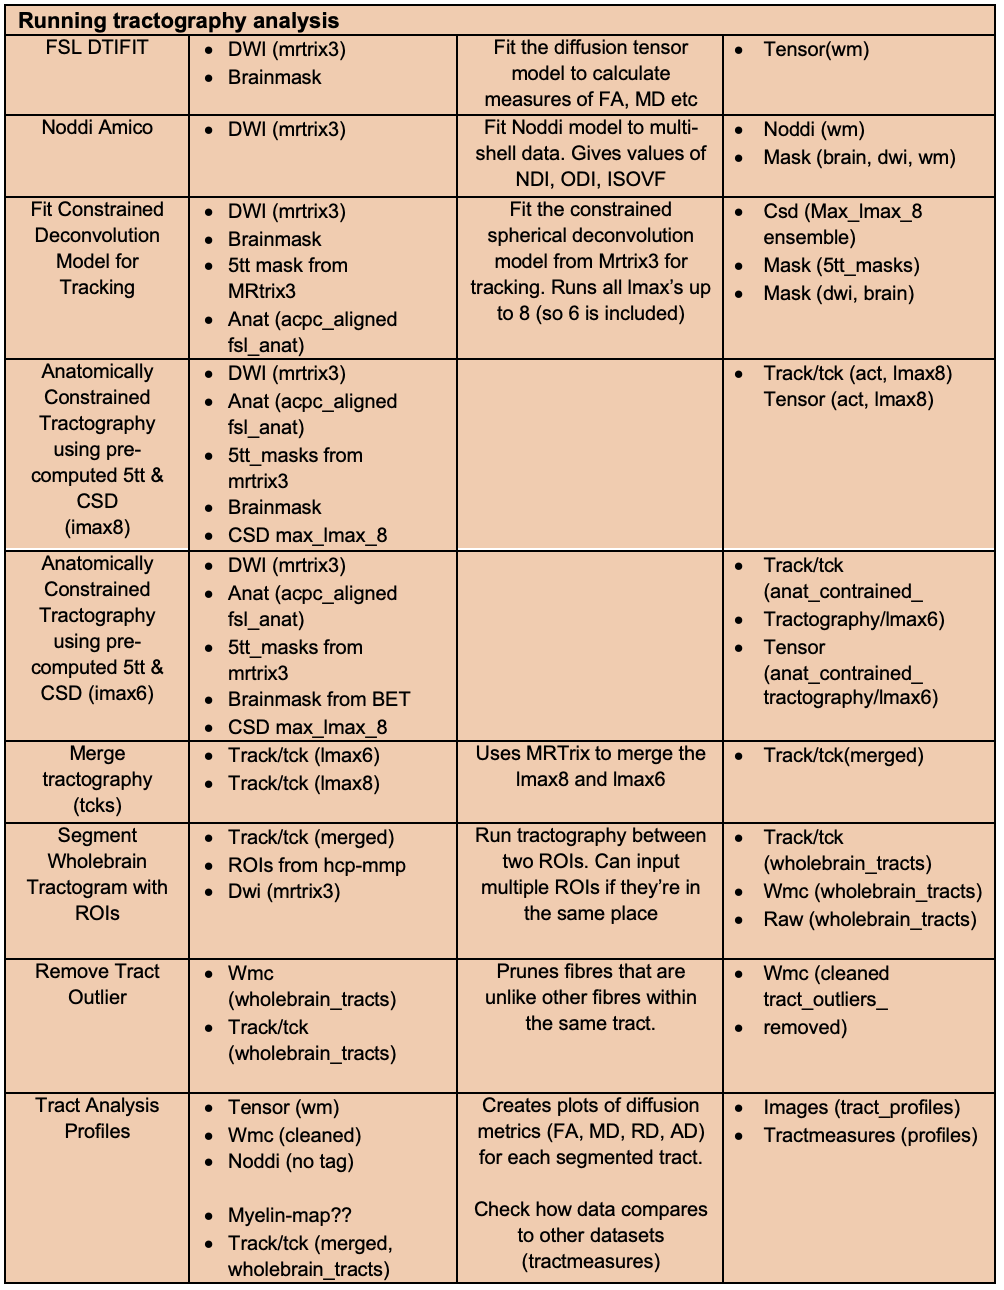 Running tractography analysis
FSL DTIFIT
• DWI (mrtrix3)
• Brainmask
Fit the diffusion tensor
model to calculate
measures of FA, MD etc
• Tensor(wm)
Noddi Amico
• DWI (mrtrix3)
Fit Noddi model to multi-
shell data. Gives values of
NDI, ODI, ISOVF
• Noddi (wm)
• Mask (brain, dwi, wm)
Fit Constrained
Deconvolution
Model for
Tracking
• DWI (mrtrix3)
• Brainmask
• 5tt mask from
MRtrix3
• Anat (acpc_aligned
fsl_anat)
Fit the constrained
spherical deconvolution
model from Mrtrix3 for
tracking. Runs all lmax’s up
to 8 (so 6 is included)
• Csd (Max_lmax_8
ensemble)
• Mask (5tt_masks)
• Mask (dwi, brain)
Anatomically
Constrained
Tractography
using pre-
computed 5tt &
CSD
(imax8)
• DWI (mrtrix3)
• Anat (acpc_aligned
fsl_anat)
• 5tt_masks from
mrtrix3
• Brainmask
• CSD max_lmax_8
• Track/tck (act, lmax8)
Tensor (act, lmax8)
Anatomically
Constrained
Tractography
using pre-
computed 5tt &
CSD (imax6)
• DWI (mrtrix3)
• Anat (acpc_aligned
fsl_anat)
• 5tt_masks from
mrtrix3
• Brainmask from BET
• CSD max_lmax_8
• Track/tck
(anat_contrained_
• Tractography/lmax6)
• Tensor
(anat_contrained_
tractography/lmax6)
Merge
tractography
(tcks)
• Track/tck (lmax6)
• Track/tck (lmax8)
Uses MRTrix to merge the
lmax8 and lmax6
• Track/tck(merged)
Segment
Wholebrain
Tractogram with
ROIs
• Track/tck (merged)
• ROIs from hcp-mmp
• Dwi (mrtrix3)
Run tractography between
two ROIs. Can input
multiple ROIs if they’re in
the same place
• Track/tck
(wholebrain_tracts)
• Wmc (wholebrain_tracts)
• Raw (wholebrain_tracts)
Remove Tract
Outlier
• Wmc
(wholebrain_tracts)
• Track/tck
(wholebrain_tracts)
Prunes fibres that are
unlike other fibres within
the same tract.
• Wmc (cleaned
tract_outliers_
• removed)
Tract Analysis
Profiles
• Tensor (wm)
• Wmc (cleaned)
• Noddi (no tag)
• Myelin-map??
• Track/tck (merged,
wholebrain_tracts)
Creates plots of diffusion
metrics (FA, MD, RD, AD)
for each segmented tract.
Check how data compares
to other datasets
(tractmeasures)
• Images (tract_profiles)
• Tractmeasures (profiles)